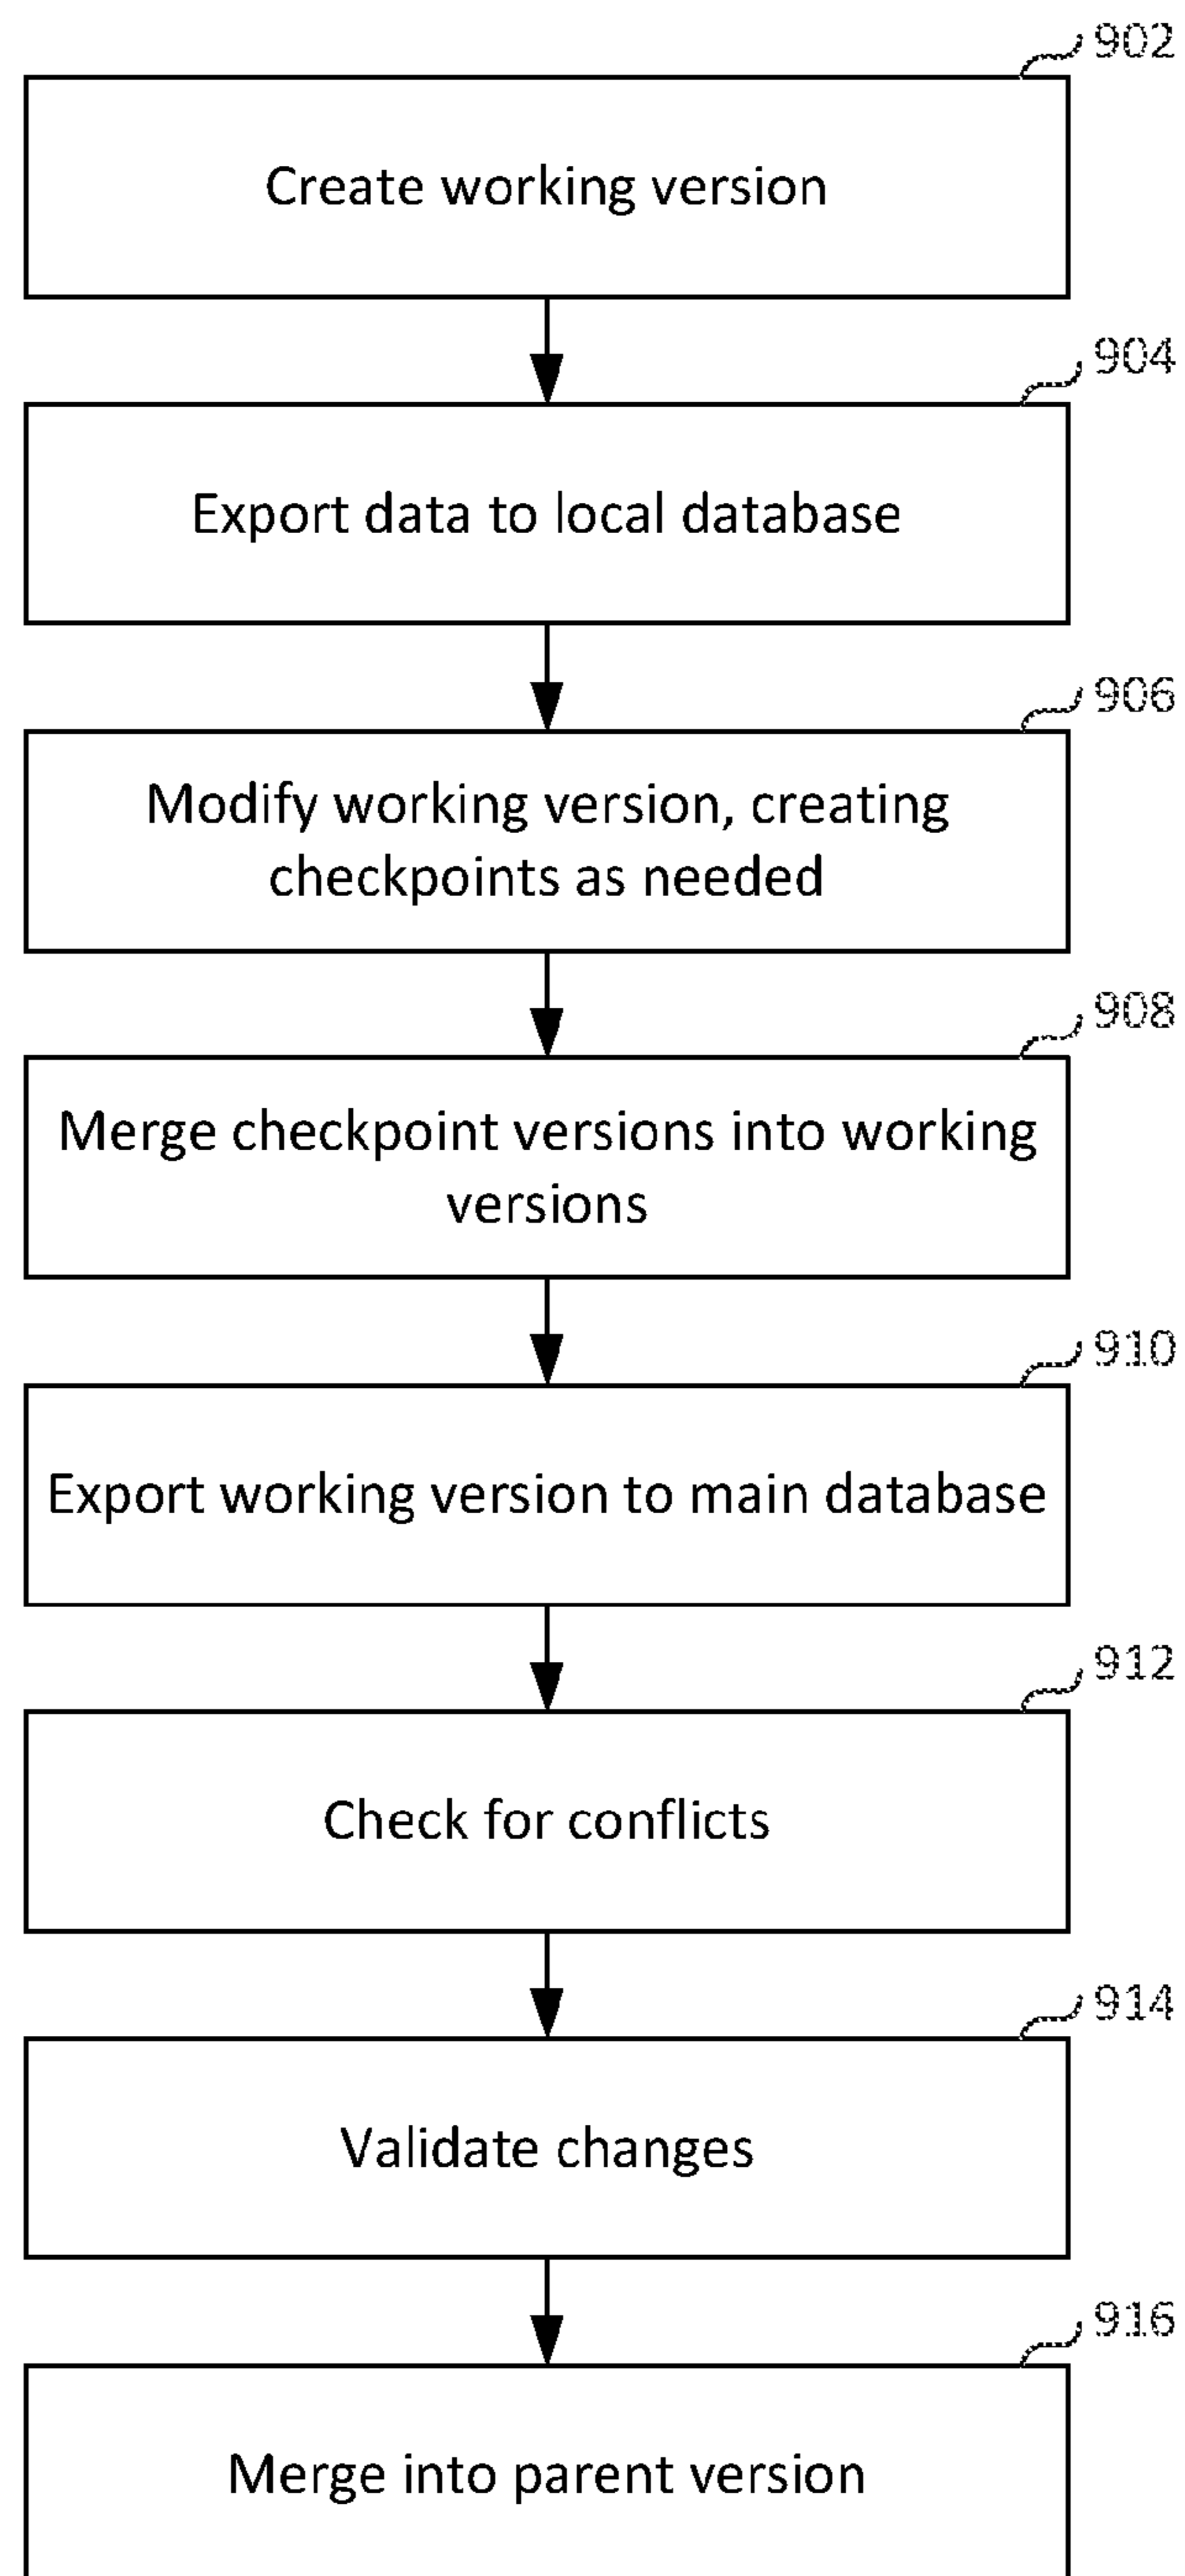 902
Create working version
904
Export data to local database
906
Modify working version, creating
checkpoints as needed
908
Merge checkpoint versions into working
versions
910
Export working version to main database
912
Check for conflicts
914
Validate changes
916
Merge into parent version